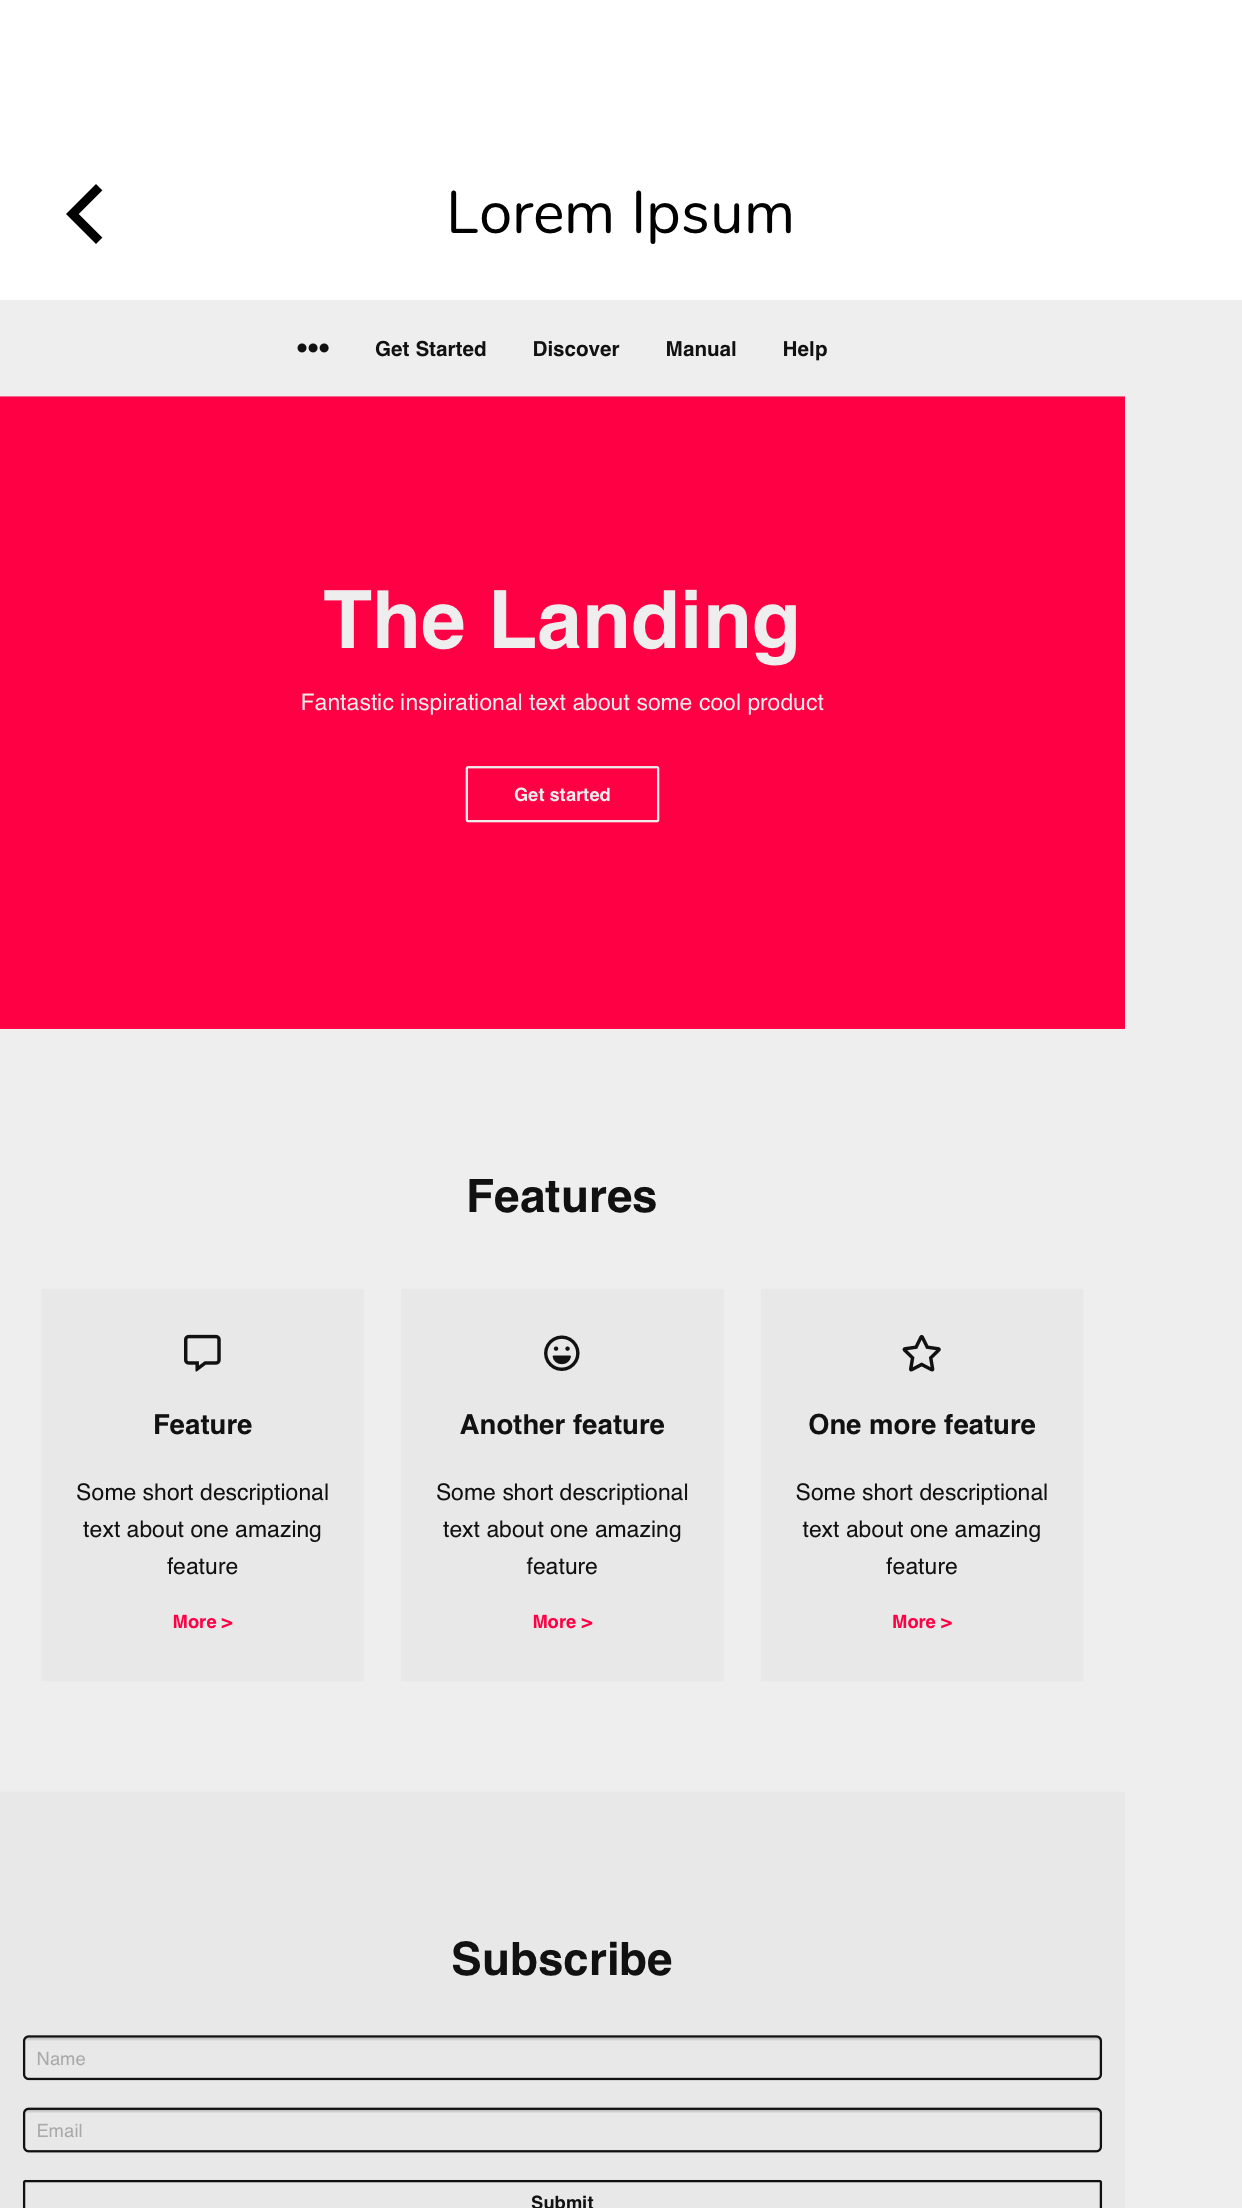 Lorem Ipsum
Get Started Discover Manual Help
The Landing
Fantastic inspirational text about some cool product
Get started
Features
Feature
Some short descriptional
text about one amazing
feature
More >
Another feature
Some short descriptional
text about one amazing
feature
More >
One more feature
Some short descriptional
text about one amazing
feature
More >
Subscribe
Name
Email
Submit